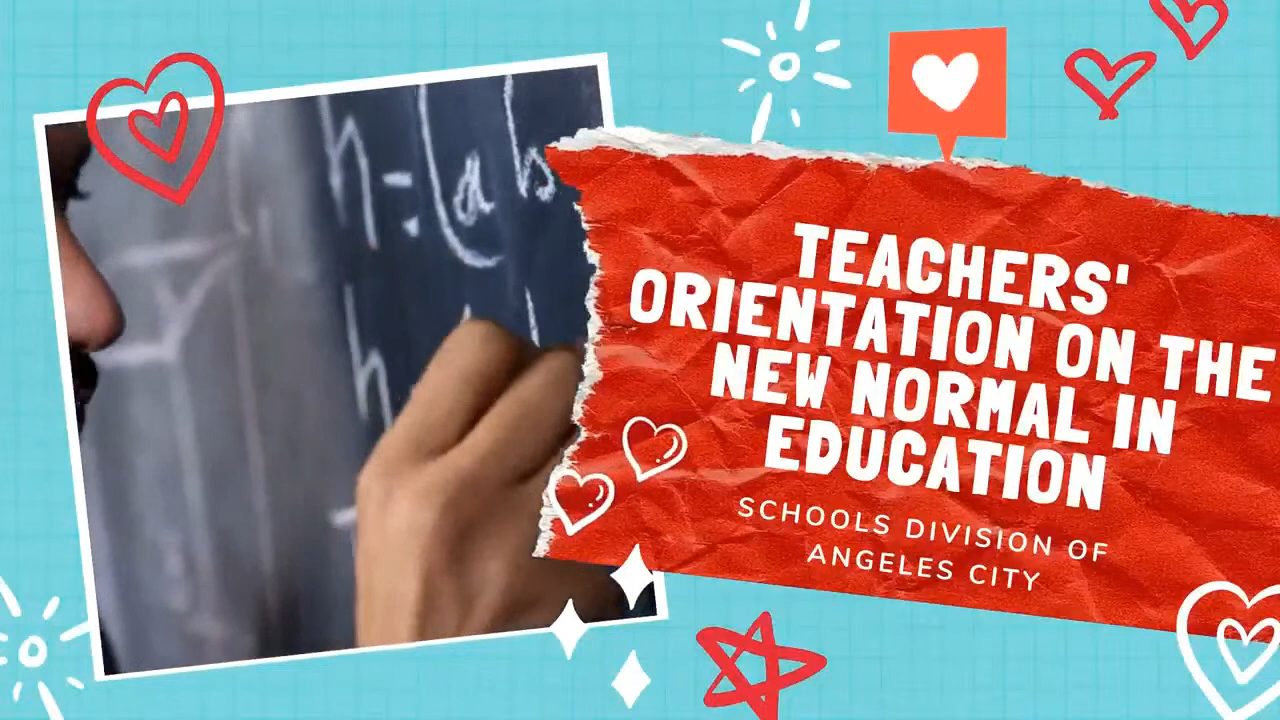 h=(a b
h
TEACHERS'
ORIENTATION ON THE
NEW NORMAL IN
EDUCATION
SCHOOLS DIVISION OF
ANGELES CITY